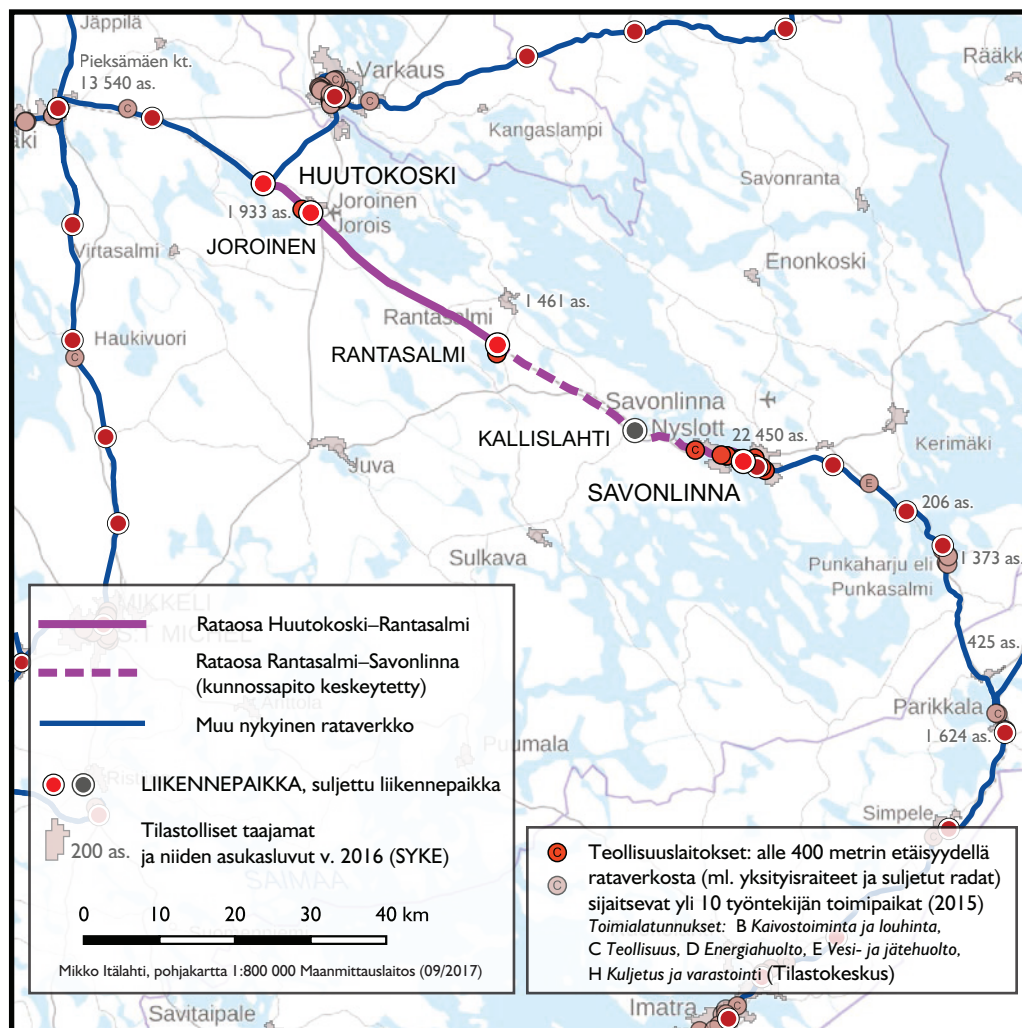 Jäppilä
Pieksämäen kt.
13 540 as.
Varkaus
Rääkk
äki
Kangaslampi
Savonranta
HUUTOKOSKI
Joroinen
Jorois
1 933 as.
JOROINEN
Virtasalmi
Enonkoski
1 461 as.
Rantasalmi
Haukivuori
RANTASALMI
Savonlinna
Nyslott
KALLISLAHTI
22 450 as.
Kerimäki
Juva
C
SAVONLINNA
E
206 as.
Sulkava
1 373 as.
Punkaharju eli
Punkasalmi
MIKKELI
S:T MICHEL
425 as.
Anttola
Parikkala
C
1 624 as.
Puumala
Risti
Simpele
SAIMAA
Suomenniemi
Savitaipale
Imatra
C
C
C
Rataosa Huutokoski–Rantasalmi
Rataosa Rantasalmi–Savonlinna
(kunnossapito keskeytetty)
Muu nykyinen rataverkko
LIIKENNEPAIKKA, suljettu liikennepaikka
Tilastolliset taajamat
200 as. ja niiden asukasluvut v. 2016 (SYKE)
0 10 20 30 40 km
Mikko Itälahti, pohjakartta 1:800 000 Maanmittauslaitos (09/2017)
C Teollisuuslaitokset: alle 400 metrin etäisyydellä
C rataverkosta (ml. yksityisraiteet ja suljetut radat)
sijaitsevat yli 10 työntekijän toimipaikat (2015)
Toimialatunnukset: B Kaivostoiminta ja louhinta,
C Teollisuus, D Energiahuolto, E Vesi- ja jätehuolto,
H Kuljetus ja varastointi (Tilastokeskus)